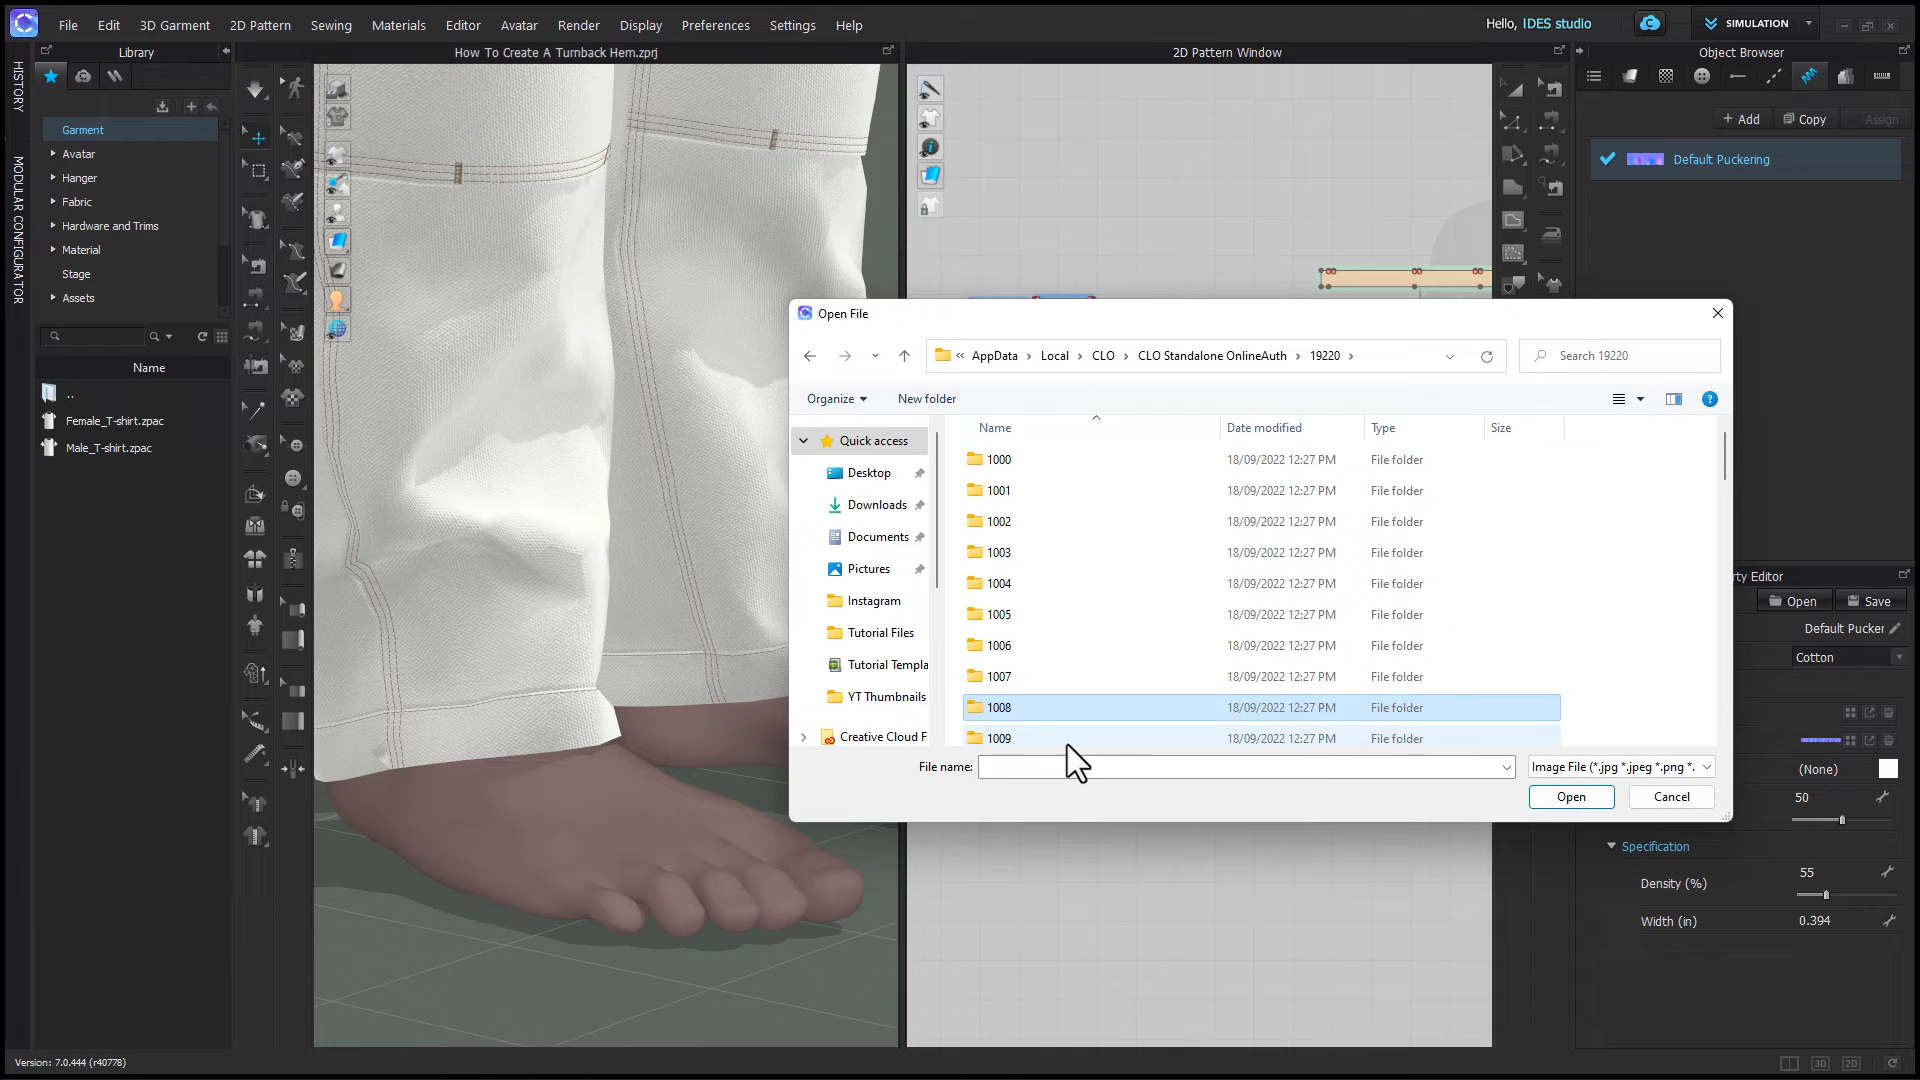 File Edit 3D Garment 2D Pattern Sewing Materials Editor Avatar Render Display Preferences Settings Help
Hello, IDES studio
SIMULATION
Library
How To Create A Turnback Hem.zprj
2D Pattern Window
Object Browser
HISTORY
MODULAR CONFIGURATOR
Garment
Avatar
Hanger
Fabric
Hardware and Trims
Material
Stage
Assets
Name
..
Female_T-shirt.zpac
Male_T-shirt.zpac
+ Add Copy Assign
Default Puckering
Open File
« AppData › Local › CLO › CLO Standalone OnlineAuth › 19220 ›
Search 19220
Organize New folder
Quick access
Desktop
Downloads
Documents
Pictures
Instagram
Tutorial Files
Tutorial Templa
YT Thumbnails
Creative Cloud F
Name Date modified Type Size
1000 18/09/2022 12:27 PM File folder
1001 18/09/2022 12:27 PM File folder
1002 18/09/2022 12:27 PM File folder
1003 18/09/2022 12:27 PM File folder
1004 18/09/2022 12:27 PM File folder
1005 18/09/2022 12:27 PM File folder
1006 18/09/2022 12:27 PM File folder
1007 18/09/2022 12:27 PM File folder
1008 18/09/2022 12:27 PM File folder
1009 18/09/2022 12:27 PM File folder
File name:
Image File (*.jpg *.jpeg *.png *.
Open Cancel
rty Editor
Open Save
Default Pucker
Cotton
(None)
50
Specification
Density (%) 55
Width (in) 0.394
Version: 7.0.444 (r40778)
3D 2D